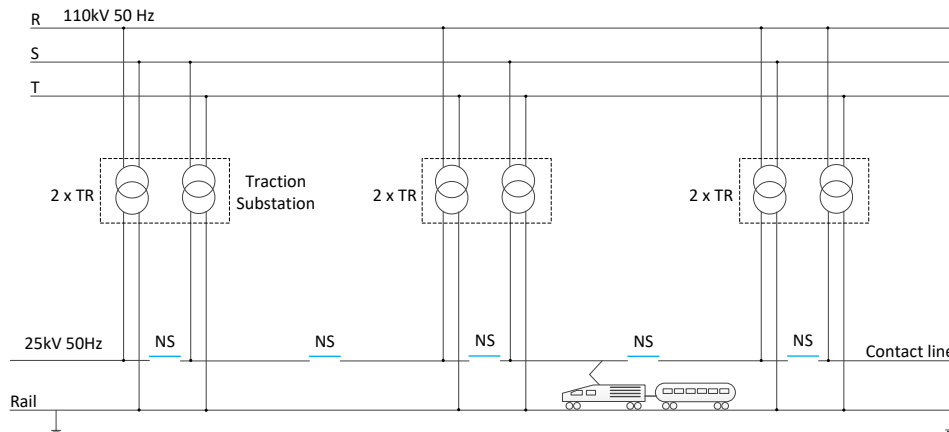 R 110kV 50 Hz
S
T
2 x TR
Traction
Substation
2 x TR
2 x TR
25kV 50Hz
NS
NS
NS
NS
NS
Contact line
Rail